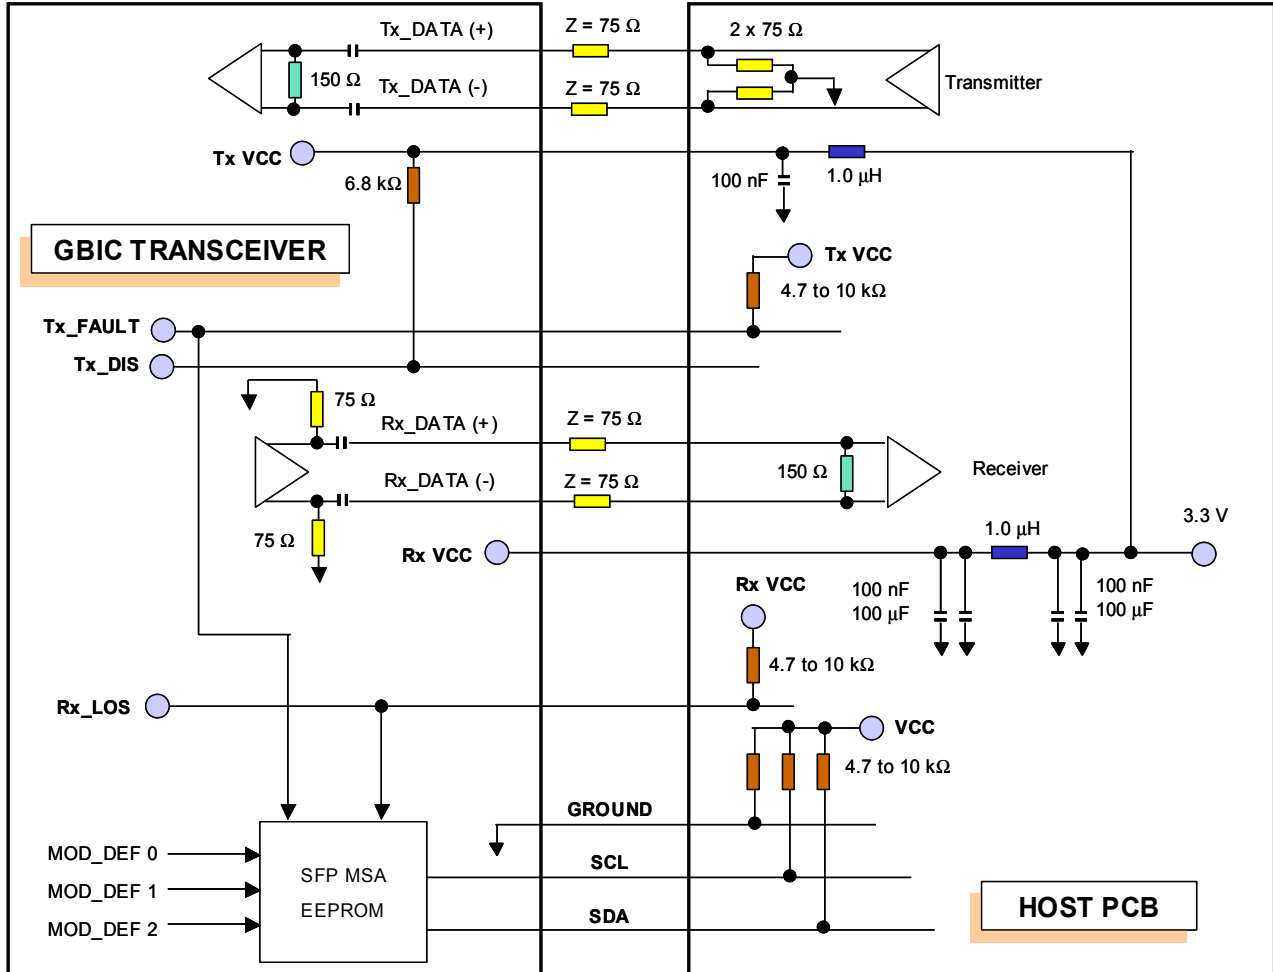 Tx_DATA (+)
Z = 75 Ω
2 x 75 Ω
150 Ω
Tx_DATA (-)
Z = 75 Ω
Transmitter
Tx VCC
6.8 kΩ
100 nF
1.0 µH
GBIC TRANSCEIVER
Tx VCC
4.7 to 10 kΩ
Tx_FAULT
Tx_DIS
75 Ω
Rx_DATA (+)
Z = 75 Ω
150 Ω
Receiver
Rx_DATA (-)
Z = 75 Ω
75 Ω
Rx VCC
1.0 µH
3.3 V
Rx VCC
100 nF
100 µF
100 nF
100 µF
4.7 to 10 kΩ
Rx_LOS
VCC
4.7 to 10 kΩ
GROUND
MOD_DEF 0
MOD_DEF 1
MOD_DEF 2
SFP MSA
EEPROM
SCL
SDA
HOST PCB